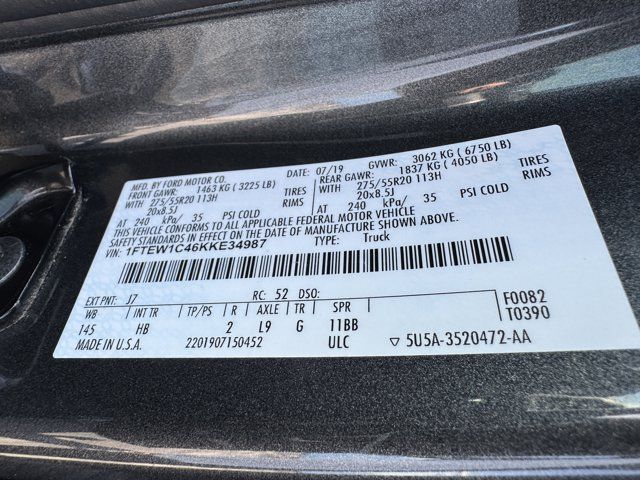 MFD. BY FORD MOTOR CO. DATE: 07/19 GVWR: 3062 KG ( 6750 LB)
FRONT GAWR: 1463 KG ( 3225 LB) REAR GAWR: 1837 KG ( 4050 LB)
WITH 275/55R20 113H TIRES WITH 275/55R20 113H TIRES
20x8.5J RIMS 20x8.5J RIMS
AT 240 kPa/ 35 PSI COLD AT 240 kPa/ 35 PSI COLD
THIS VEHICLE CONFORMS TO ALL APPLICABLE FEDERAL MOTOR VEHICLE
SAFETY STANDARDS IN EFFECT ON THE DATE OF MANUFACTURE SHOWN ABOVE.
VIN: 1FTEW1C46KKE34987 TYPE: Truck
EXT PNT: J7 RC: 52 DSO: F0082
WB INT TR TP/PS R AXLE TR SPR T0390
145 HB 2 L9 G 11BB
MADE IN U.S.A. 2201907150452 ULC ▽ 5U5A-3520472-AA